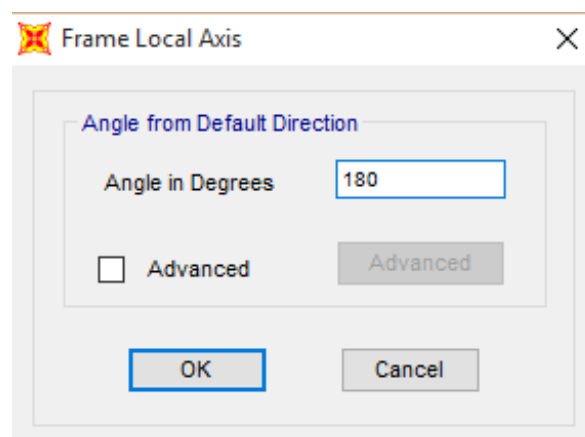 Frame Local Axis
Angle from Default Direction
Angle in Degrees 180
Advanced Advanced
OK Cancel